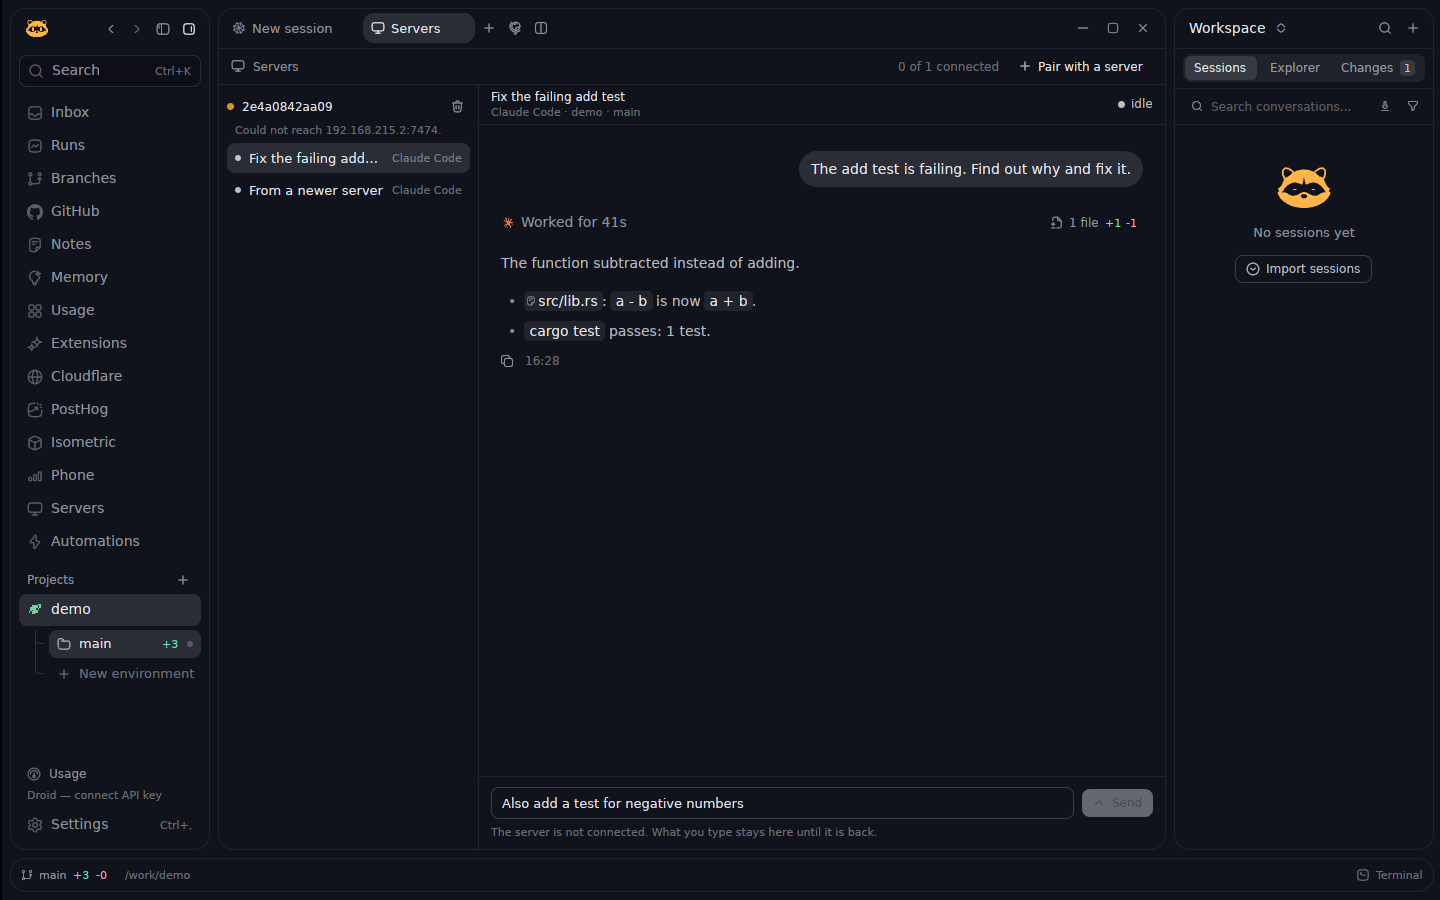 New session
Servers
Workspace
Search
Ctrl+K
Inbox
Runs
Branches
GitHub
Notes
Memory
Usage
Extensions
Cloudflare
PostHog
Isometric
Phone
Servers
Automations
Projects
demo
main
+3
New environment
Usage
Droid — connect API key
Settings
Ctrl+,
Servers
0 of 1 connected
Pair with a server
2e4a0842aa09
Could not reach 192.168.215.2:7474.
Fix the failing add...
Claude Code
From a newer server
Claude Code
Fix the failing add test
Claude Code · demo · main
idle
The add test is failing. Find out why and fix it.
Worked for 41s
1 file +1 -1
The function subtracted instead of adding.
• src/lib.rs : a - b is now a + b .
• cargo test passes: 1 test.
16:28
Also add a test for negative numbers
Send
The server is not connected. What you type stays here until it is back.
Sessions
Explorer
Changes 1
Search conversations...
No sessions yet
Import sessions
main +3 -0 /work/demo
Terminal